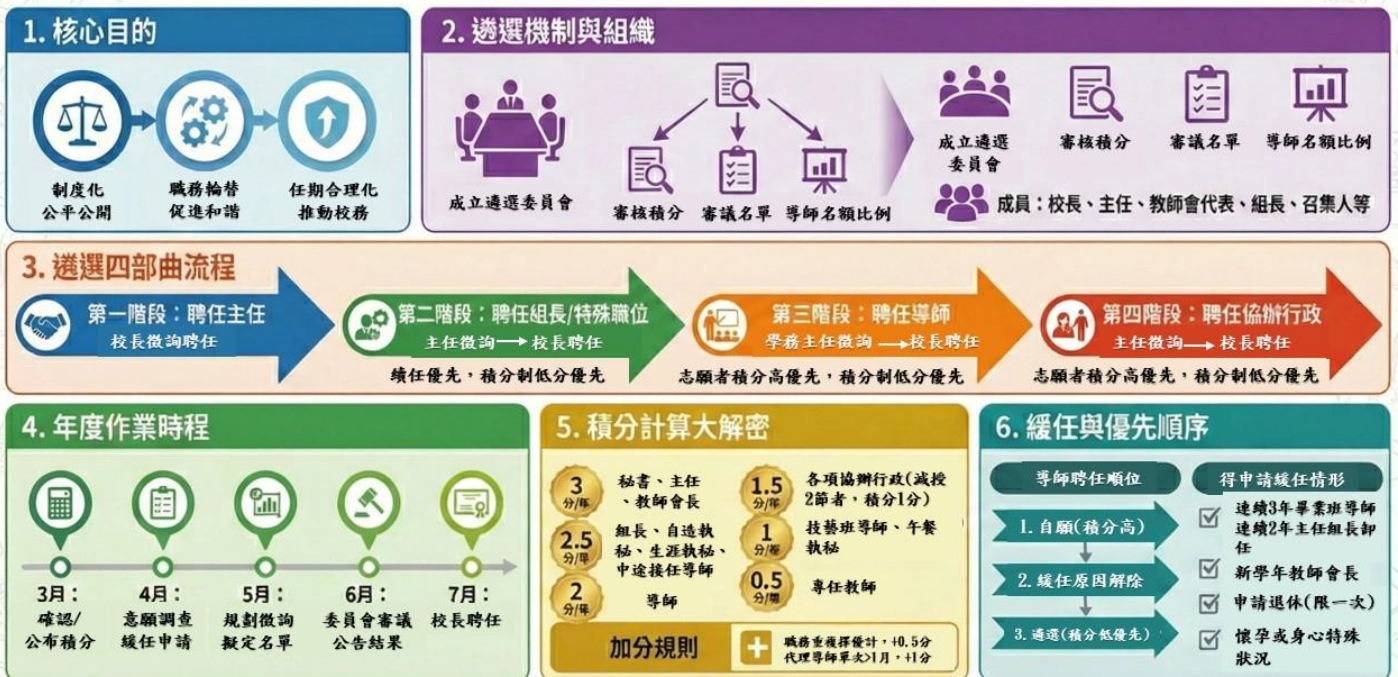 1. 核心目的
制度化
公平公開
職務輪替
促進和諧
任期合理化
推動校務
2. 遴選機制與組織
成立遴選委員會
審核積分
審議名單
導師名額比例
成立遴選
委員會
審核積分
審議名單
導師名額比例
成員:校長、主任、教師會代表、組長、召集人等
3. 遴選四部曲流程
第一階段:聘任主任
校長徵詢聘任
第二階段:聘任組長/特殊職位
主任徵詢→校長聘任
續任優先,積分制低分優先
第三階段:聘任導師
學務主任徵詢→校長聘任
志願者積分高優先,積分制低分優先
第四階段:聘任協辦行政
主任徵詢→校長聘任
志願者積分高優先,積分制低分優先
4. 年度作業時程
3月:
確認/
公布積分
4月:
意願調查
緩任申請
5月:
規劃徵詢
擬定名單
6月:
委員會審議
公告結果
7月:
校長聘任
5. 積分計算大解密
3
分/年
秘書、主任
、教師會長
2.5
組長、自造執
秘、生涯執秘、
中途接任導師
2
導師
1.5
各項協辦行政(減授
2節者,積分1分)
1
技藝班導師、午餐
執秘
0.5
專任教師
加分規則
職務重複擇優計,+0.5分
代理導師單次>1月,+1分
6. 緩任與優先順序
導師聘任順位
1. 自願(積分高)
2. 緩任原因解除
3. 遴選(積分低優先)
得申請緩任情形
連續3年畢業班導師
連續2年主任組長卸
任
新學年教師會長
申請退休(限一次)
懷孕或身心特殊
狀況